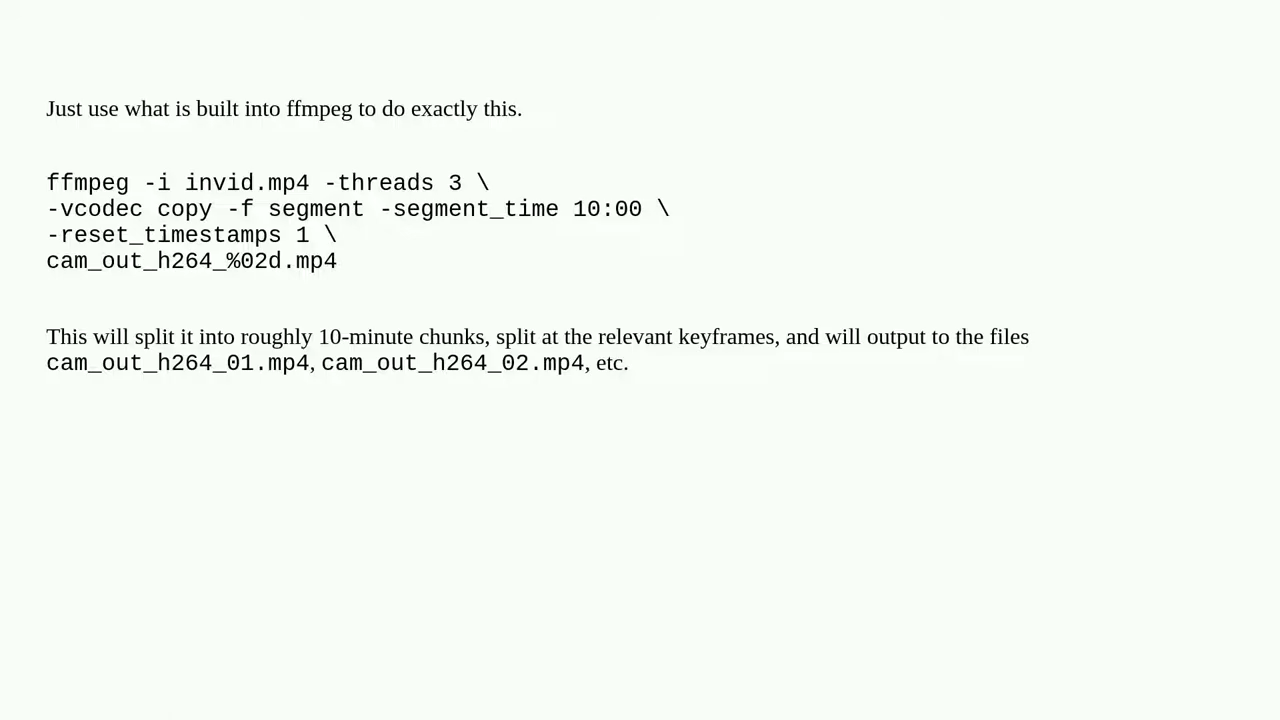 Just use what is built into ffmpeg to do exactly this.
ffmpeg -i invid.mp4 -threads 3 \
-vcodec copy -f segment -segment_time 10:00 \
-reset_timestamps 1 \
cam_out_h264_%02d.mp4
This will split it into roughly 10-minute chunks, split at the relevant keyframes, and will output to the files
cam_out_h264_01.mp4, cam_out_h264_02.mp4, etc.